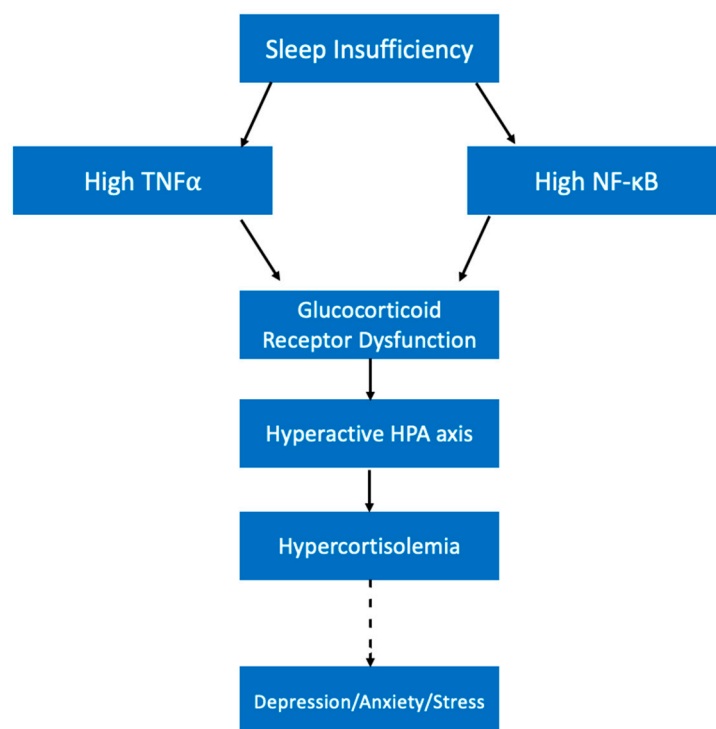 Sleep Insufficiency
High TNFα
High NF-κB
Glucocorticoid
Receptor Dysfunction
Hyperactive HPA axis
Hypercortisolemia
Depression/Anxiety/Stress